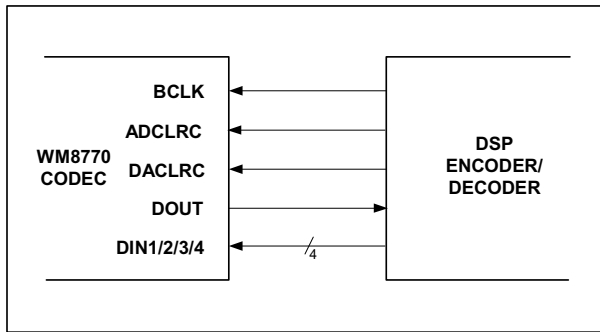 BCLK
ADCLRC
WM8770
CODEC
DACLRC
DOUT
DIN1/2/3/4
4
DSP
ENCODER/
DECODER